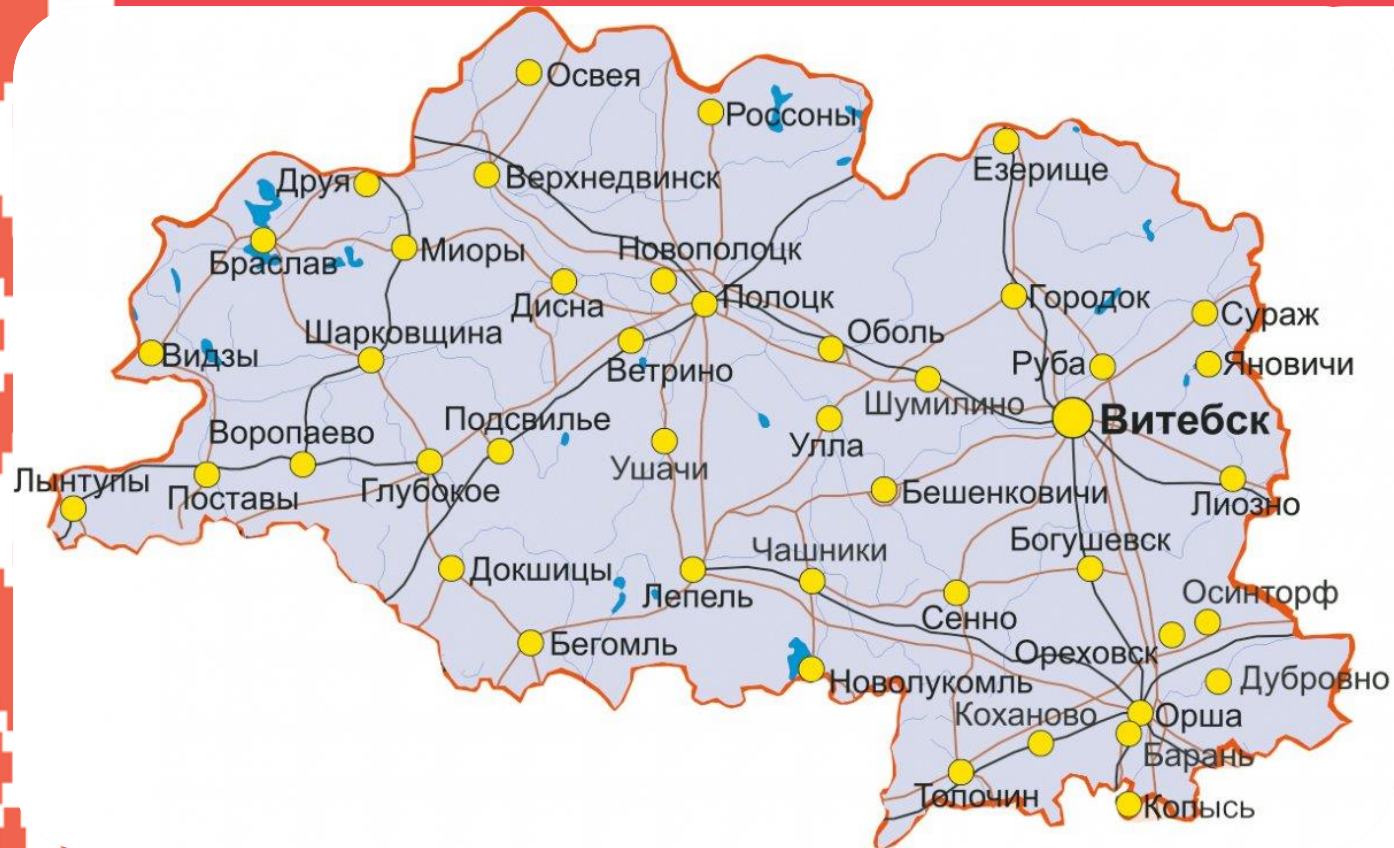 Освея
Россоны
Езерище
Друя
Верхнедвинск
Браслав
Миоры
Новополоцк
Дисна
Полоцк
Городок
Сураж
Шарковщина
Оболь
Видзы
Ветрино
Руба
Яновичи
Шумилино
Витебск
Подсвилье
Воропаево
Улла
Ушачи
Лынтупы
Поставы
Глубокое
Бешенковичи
Лиозно
Богушевск
Чашники
Докшицы
Лепель
Осинторф
Сенно
Бегомль
Ореховск
Новолукомль
Дубровно
Коханово
Орша
Барань
Толочин
Копысь